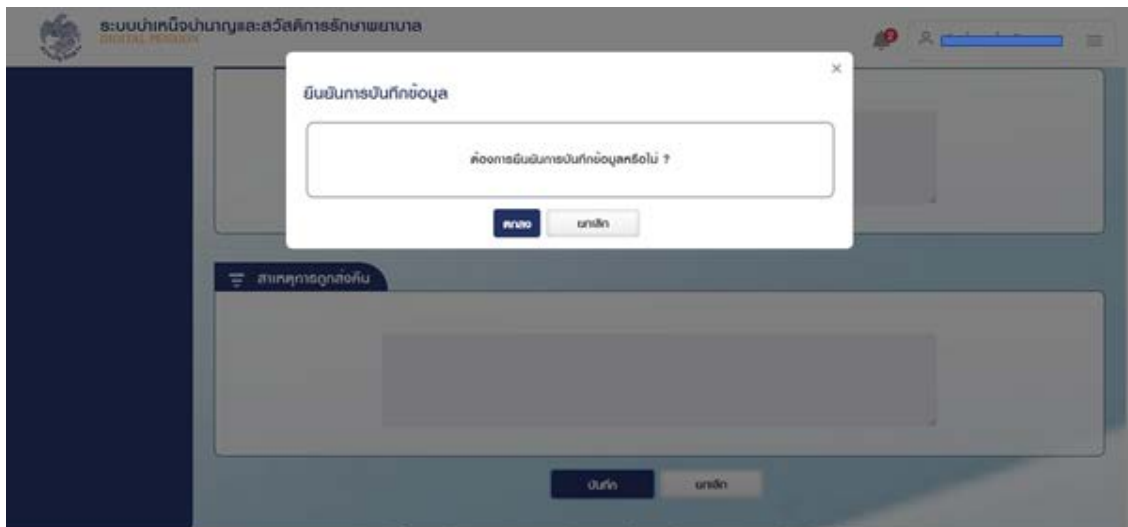 ระบบบำเหน็จบำนาญและสวัสดิการรักษาพยาบาล
DIGITAL PENSION
2
×
ยืนยันการบันทึกข้อมูล
ต้องการยืนยันการบันทึกข้อมูลหรือไม่ ?
ตกลง
ยกเลิก
สาเหตุการถูกส่งคืน
บันทึก
ยกเลิก